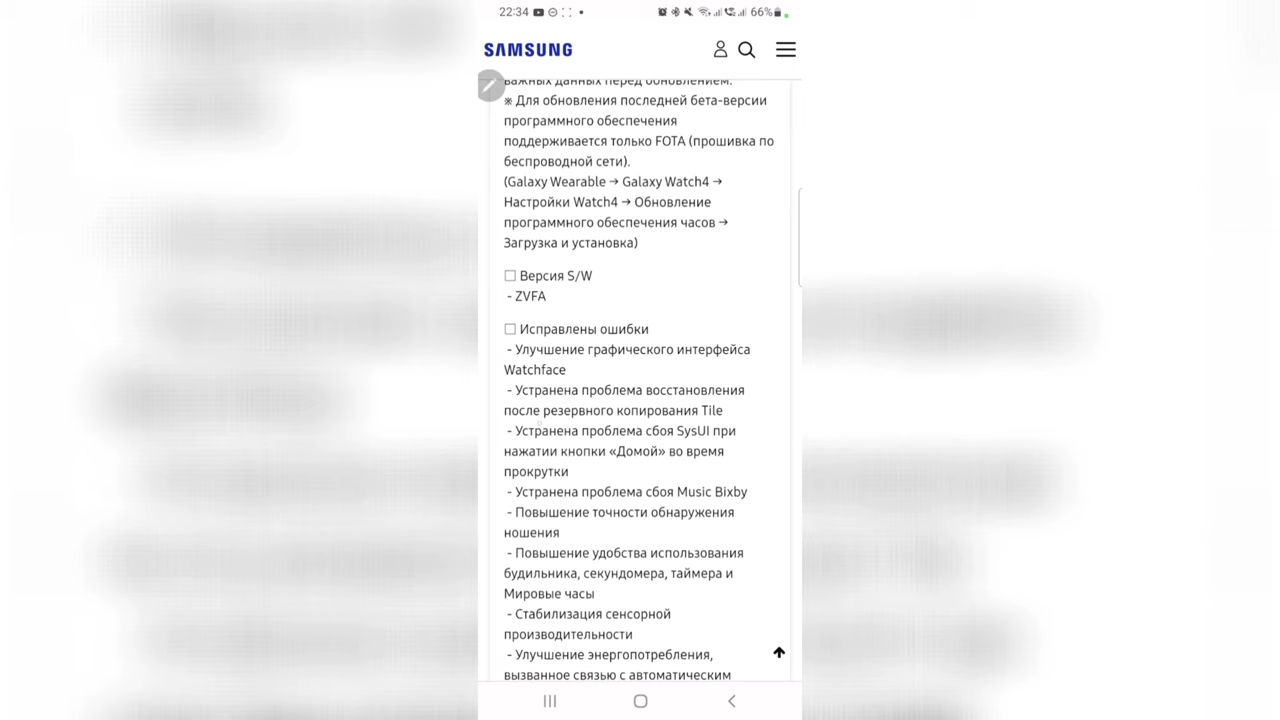 22:34
66%
SAMSUNG
важных данных перед обновлением.
※ Для обновления последней бета-версии
программного обеспечения
поддерживается только FOTA (прошивка по
беспроводной сети).
(Galaxy Wearable → Galaxy Watch4 →
Настройки Watch4 → Обновление
программного обеспечения часов →
Загрузка и установка)
□ Версия S/W
- ZVFA
□ Исправлены ошибки
- Улучшение графического интерфейса
Watchface
- Устранена проблема восстановления
после резервного копирования Tile
- Устранена проблема сбоя SysUI при
нажатии кнопки «Домой» во время
прокрутки
- Устранена проблема сбоя Music Bixby
- Повышение точности обнаружения
ношения
- Повышение удобства использования
будильника, секундомера, таймера и
Мировые часы
- Стабилизация сенсорной
производительности
- Улучшение энергопотребления,
вызванное связью с автоматическим